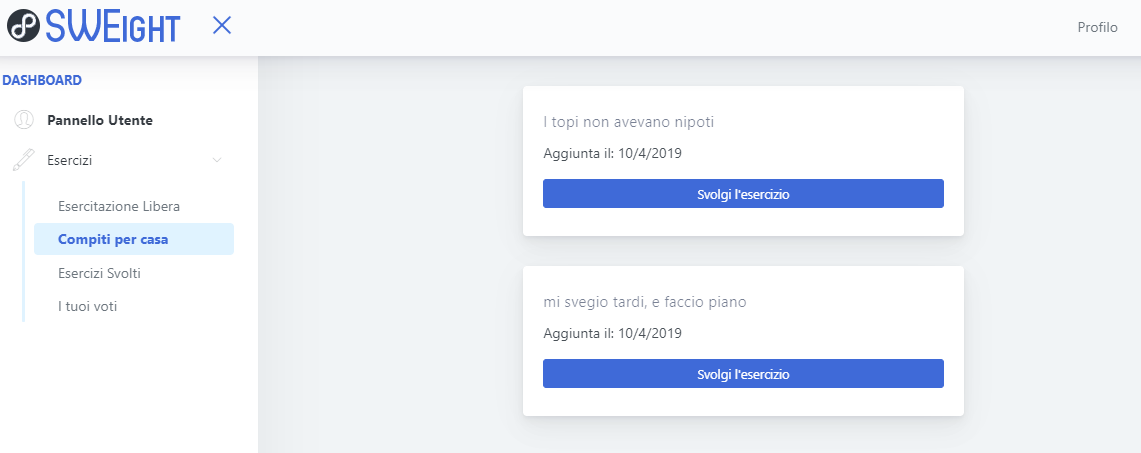 SWEIGHT
Profilo
DASHBOARD
Pannello Utente
Esercizi
Esercitazione Libera
Compiti per casa
Esercizi Svolti
I tuoi voti
I topi non avevano nipoti
Aggiunta il: 10/4/2019
Svolgi l'esercizio
mi svegio tardi, e faccio piano
Aggiunta il: 10/4/2019
Svolgi l'esercizio